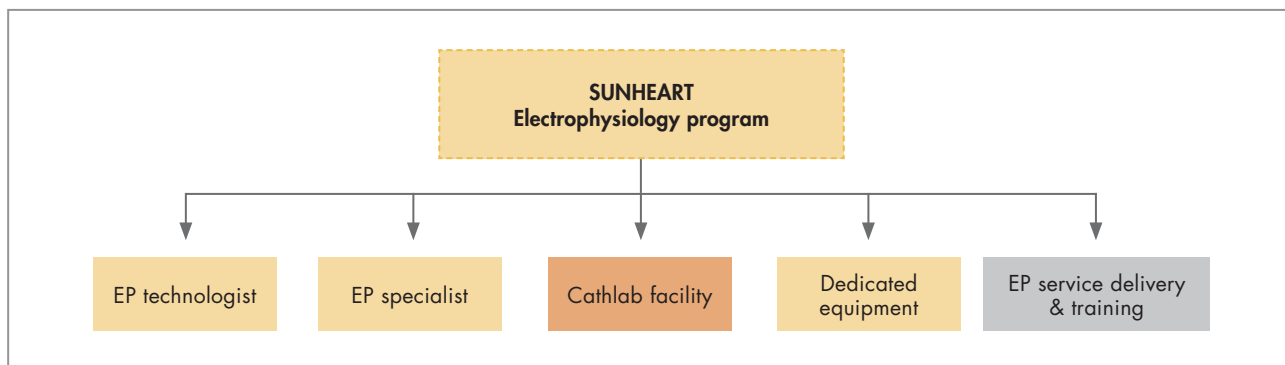 SUNHEART
Electrophysiology program
EP technologist
EP specialist
Cathlab facility
Dedicated
equipment
EP service delivery
& training